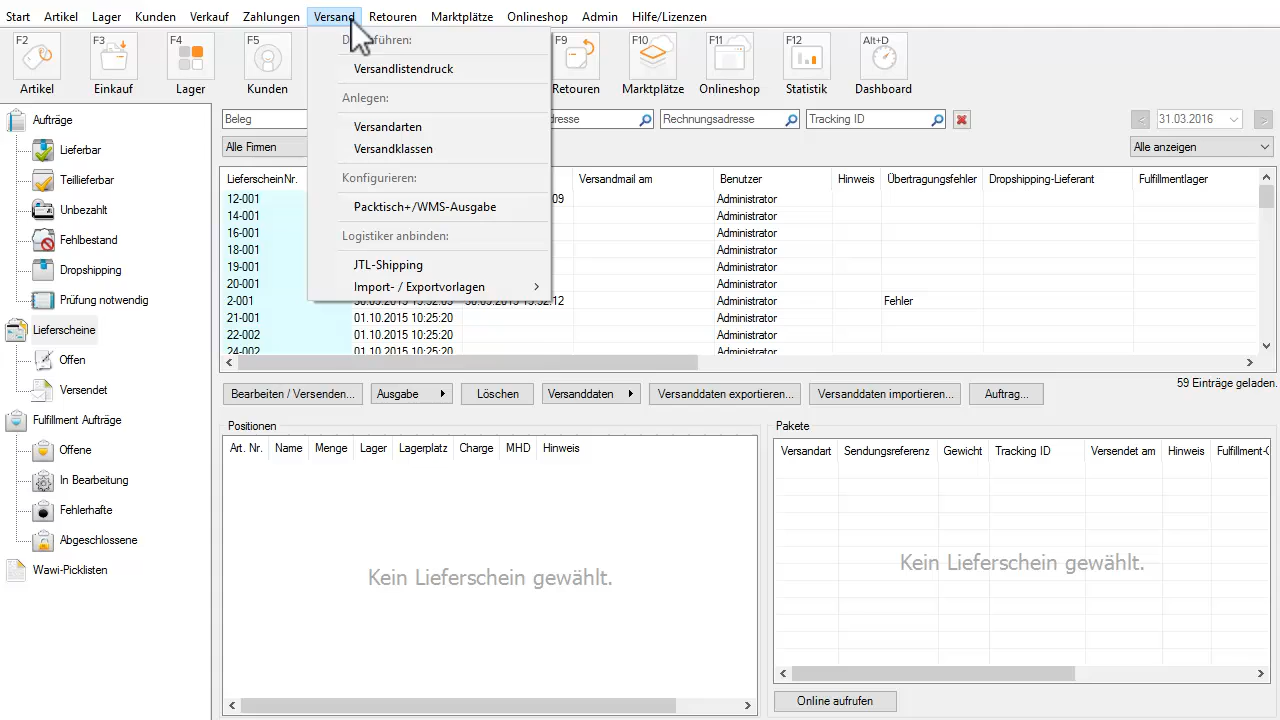 Start Artikel Lager Kunden Verkauf Zahlungen Versand Retouren Marktplätze Onlineshop Admin Hilfe/Lizenzen
F2 F3 F4 F5 F9 F10 F11 F12 Alt+D
Artikel Einkauf Lager Kunden Retouren Marktplätze Onlineshop Statistik Dashboard
Versandlistendruck
Anlegen:
Versandarten
Versandklassen
Konfigurieren:
Packtisch+/WMS-Ausgabe
Logistiker anbinden:
JTL-Shipping
Import- / Exportvorlagen
Aufträge
Lieferbar
Teillieferbar
Unbezahlt
Fehlbestand
Dropshipping
Prüfung notwendig
Lieferscheine
Offen
Versendet
Fulfillment Aufträge
Offene
In Bearbeitung
Fehlerhafte
Abgeschlossene
Wawi-Picklisten
Beleg Rechnungsadresse Tracking ID 31.03.2016
Alle Firmen Alle anzeigen
LieferscheinNr. Versandmail am Benutzer Hinweis Übertragungsfehler Dropshipping-Lieferant Fulfillmentlager
12-001 09 Administrator
14-001 Administrator
16-001 Administrator
18-001 Administrator
19-001 Administrator
20-001 Administrator
2-001 Administrator Fehler
21-001 01.10.2015 10:25:20 Administrator
22-002 01.10.2015 10:25:20 Administrator
24-002 01.10.2015 10:25:20 Administrator
59 Einträge geladen.
Bearbeiten / Versenden... Ausgabe Löschen Versanddaten Versanddaten exportieren... Versanddaten importieren... Auftrag...
Positionen
Art. Nr. Name Menge Lager Lagerplatz Charge MHD Hinweis
Kein Lieferschein gewählt.
Pakete
Versandart Sendungsreferenz Gewicht Tracking ID Versendet am Hinweis
Kein Lieferschein gewählt.
Online aufrufen